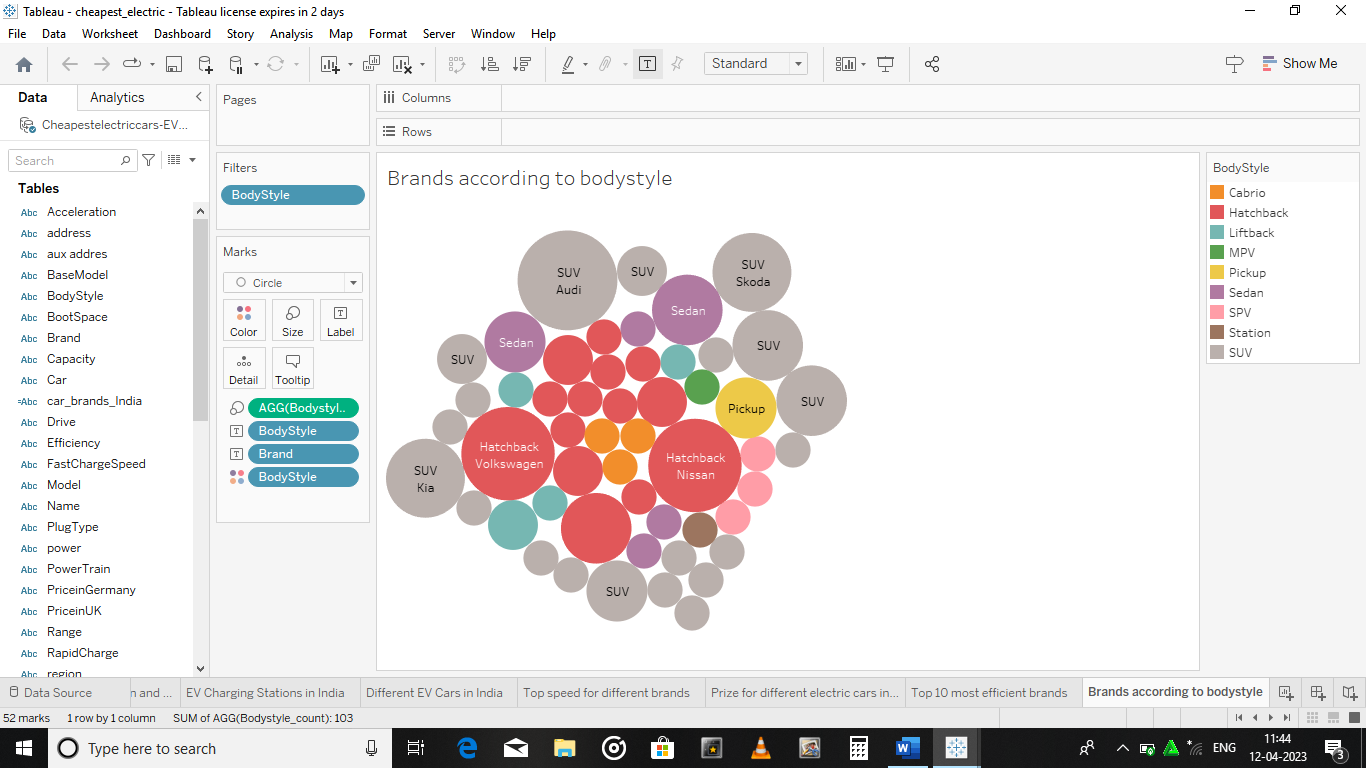 Tableau - cheapest_electric - Tableau license expires in 2 days
File Data Worksheet Dashboard Story Analysis Map Format Server Window Help
Standard
Show Me
Data Analytics
Cheapestelectriccars-EV...
Search
Tables
Abc Acceleration
Abc address
Abc aux addres
Abc BaseModel
Abc BodyStyle
Abc BootSpace
Abc Brand
Abc Capacity
Abc Car
=Abc car_brands_India
Abc Drive
Abc Efficiency
Abc FastChargeSpeed
Abc Model
Abc Name
Abc PlugType
Abc power
Abc PowerTrain
Abc PriceinGermany
Abc PriceinUK
Abc Range
Abc RapidCharge
Abc region
Pages
Filters
BodyStyle
Marks
Circle
Color Size Label
Detail Tooltip
AGG(Bodystyl..
BodyStyle
Brand
BodyStyle
Columns
Rows
Brands according to bodystyle
SUV
Audi
SUV
SUV
Skoda
Sedan
Sedan
SUV
SUV
SUV
Pickup
Hatchback
Volkswagen
Hatchback
Nissan
SUV
Kia
SUV
BodyStyle
Cabrio
Hatchback
Liftback
MPV
Pickup
Sedan
SPV
Station
SUV
Data Source n and ... EV Charging Stations in India Different EV Cars in India Top speed for different brands Prize for different electric cars in... Top 10 most efficient brands Brands according to bodystyle
52 marks 1 row by 1 column SUM of AGG(Bodystyle_count): 103
Type here to search
ENG
11:44
12-04-2023
3